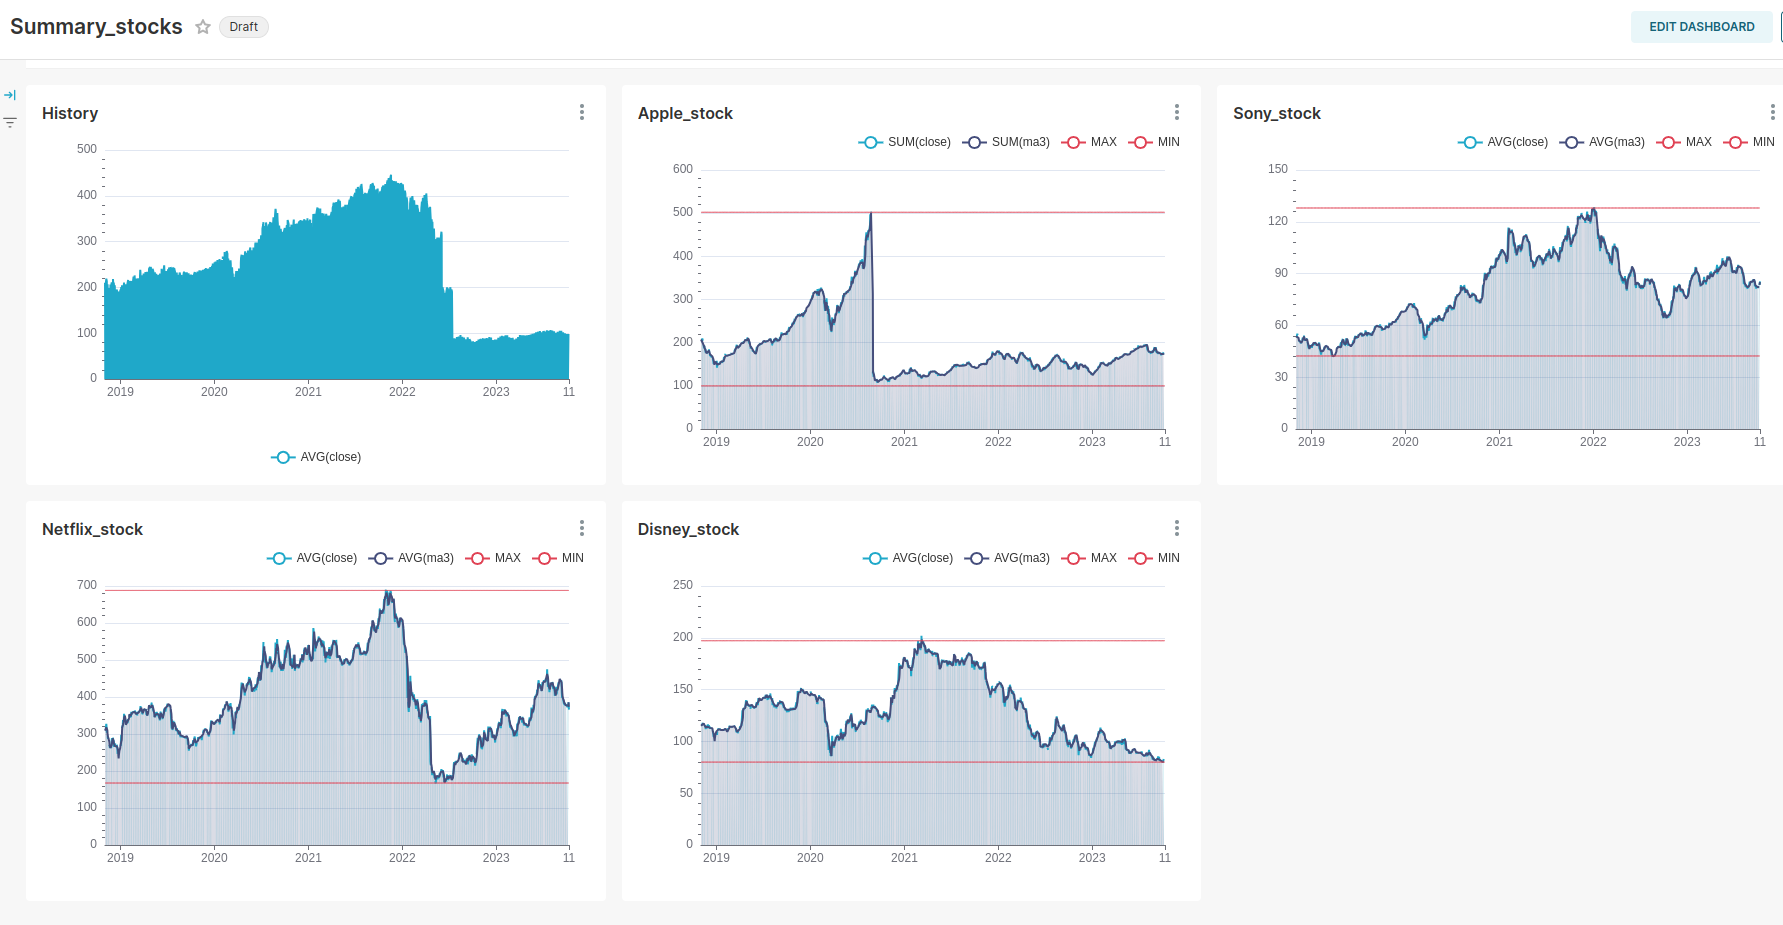 Summary_stocks Draft EDIT DASHBOARD
History
500
400
300
200
100
0
2019 2020 2021 2022 2023 11
AVG(close)
Apple_stock
SUM(close) SUM(ma3) MAX MIN
600
500
400
300
200
100
0
2019 2020 2021 2022 2023 11
Sony_stock
AVG(close) AVG(ma3) MAX MIN
150
120
90
60
30
0
2019 2020 2021 2022 2023 11
Netflix_stock
AVG(close) AVG(ma3) MAX MIN
700
600
500
400
300
200
100
0
2019 2020 2021 2022 2023 11
Disney_stock
AVG(close) AVG(ma3) MAX MIN
250
200
150
100
50
0
2019 2020 2021 2022 2023 11